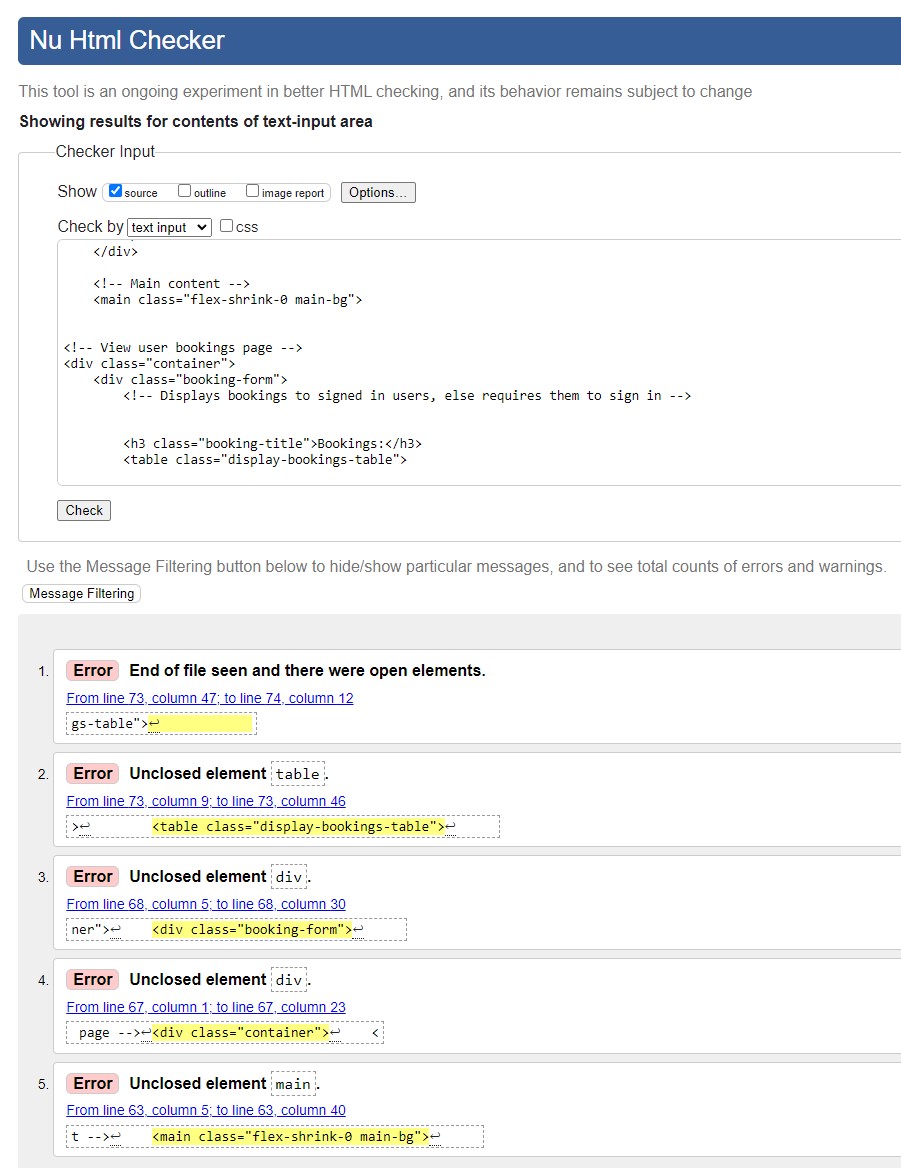 Nu Html Checker
This tool is an ongoing experiment in better HTML checking, and its behavior remains subject to change
Showing results for contents of text-input area
Checker Input
Show source outline image report Options...
Check by text input css
</div>
<!-- Main content -->
<main class="flex-shrink-0 main-bg">
<!-- View user bookings page -->
<div class="container">
<div class="booking-form">
<!-- Displays bookings to signed in users, else requires them to sign in -->
<h3 class="booking-title">Bookings:</h3>
<table class="display-bookings-table">
Check
Use the Message Filtering button below to hide/show particular messages, and to see total counts of errors and warnings.
Message Filtering
1. Error End of file seen and there were open elements.
From line 73, column 47; to line 74, column 12
gs-table">↩
2. Error Unclosed element table.
From line 73, column 9; to line 73, column 46
>↩ <table class="display-bookings-table">↩
3. Error Unclosed element div.
From line 68, column 5; to line 68, column 30
ner">↩ <div class="booking-form">↩
4. Error Unclosed element div.
From line 67, column 1; to line 67, column 23
page -->↩<div class="container">↩ <
5. Error Unclosed element main.
From line 63, column 5; to line 63, column 40
t -->↩ <main class="flex-shrink-0 main-bg">↩